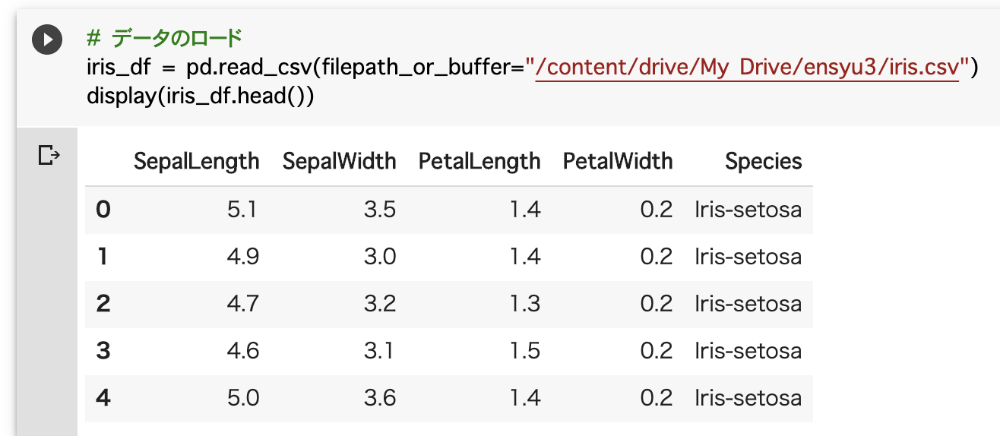 # データのロード
iris_df = pd.read_csv(filepath_or_buffer="/content/drive/My Drive/ensyu3/iris.csv")
display(iris_df.head())
SepalLength SepalWidth PetalLength PetalWidth Species
0 5.1 3.5 1.4 0.2 Iris-setosa
1 4.9 3.0 1.4 0.2 Iris-setosa
2 4.7 3.2 1.3 0.2 Iris-setosa
3 4.6 3.1 1.5 0.2 Iris-setosa
4 5.0 3.6 1.4 0.2 Iris-setosa